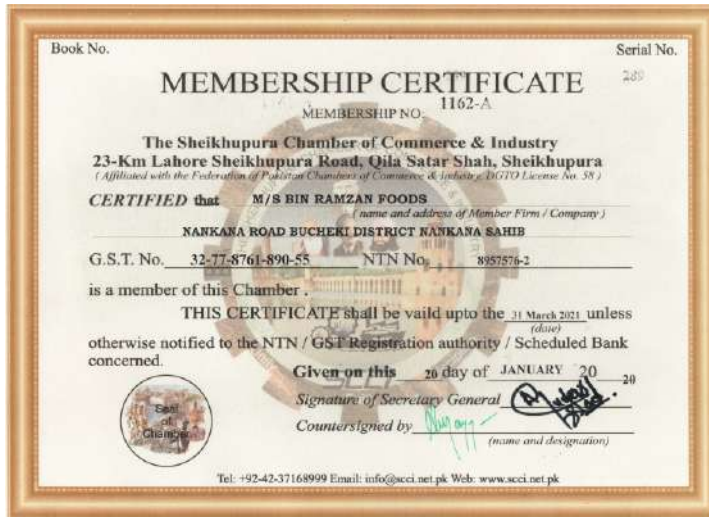 Book No.
Serial No.
MEMBERSHIP CERTIFICATE
MEMBERSHIP NO: 1162-A
The Sheikhupura Chamber of Commerce & Industry
23-Km Lahore Sheikhupura Road, Qila Satar Shah, Sheikhupura
( Affiliated with the Federation of Pakistan Chambers of Commerce & Industry. DGTO License No. 58 )
CERTIFIED that M/S BIN RAMZAN FOODS
( name and address of Member Firm / Company )
NANKANA ROAD BUCHEKI DISTRICT NANKANA SAHIB
G.S.T. No. 32-77-8761-890-55 NTN No. 8957576-2
is a member of this Chamber .
THIS CERTIFICATE shall be vaild upto the 31 March 2021 unless
(date)
otherwise notified to the NTN / GST Registration authority / Scheduled Bank
concerned.
Given on this 20 day of JANUARY 20 20
Signature of Secretary General
Countersigned by
(name and designation)
Seal
of
Chamber
SCCI
Tel: +92-42-37168999 Email: info@scci.net.pk Web: www.scci.net.pk